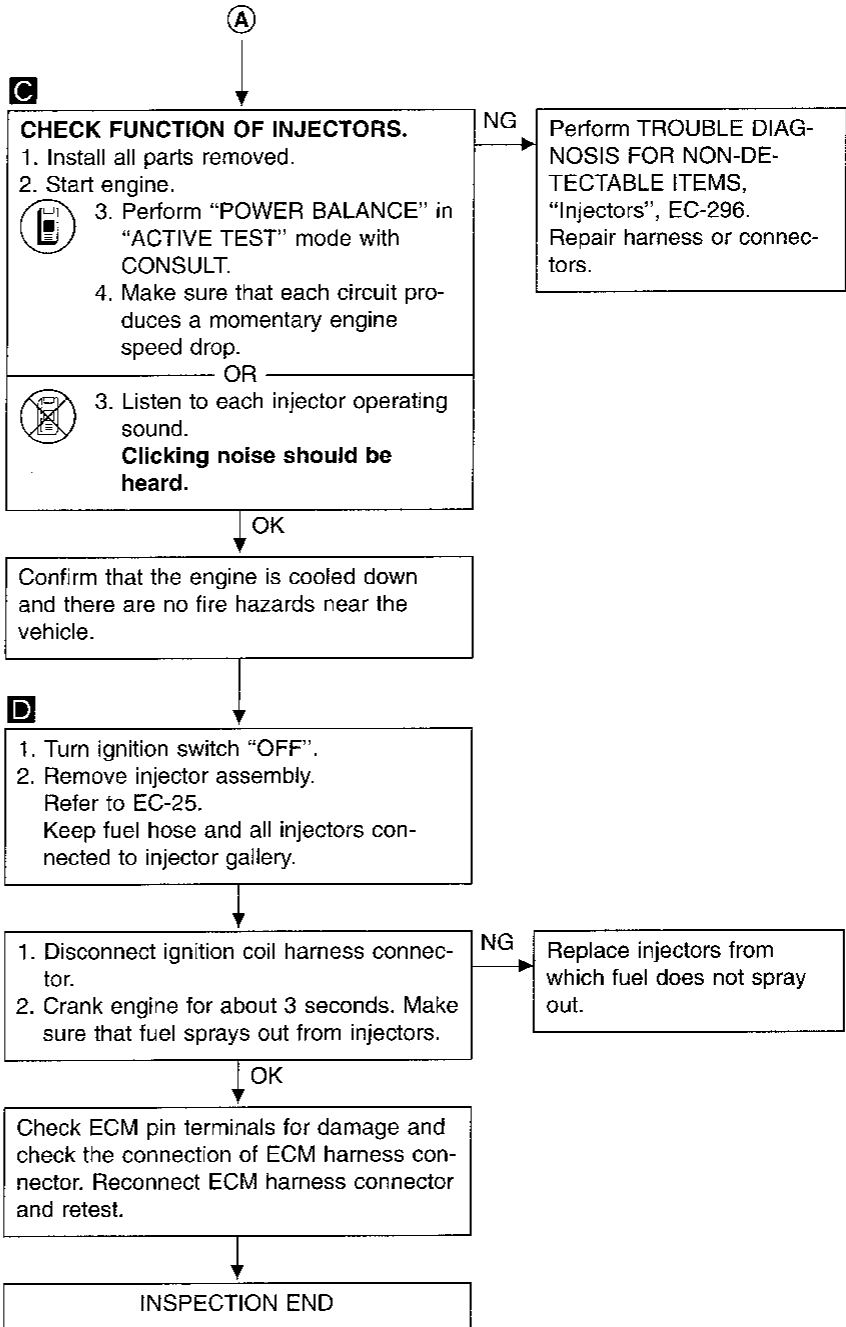 A
C
CHECK FUNCTION OF INJECTORS.
1. Install all parts removed.
2. Start engine.
3. Perform “POWER BALANCE” in
“ACTIVE TEST” mode with
CONSULT.
4. Make sure that each circuit pro-
duces a momentary engine
speed drop.
OR
3. Listen to each injector operating
sound.
Clicking noise should be
heard.
NG
Perform TROUBLE DIAG-
NOSIS FOR NON-DE-
TECTABLE ITEMS,
“Injectors”, EC-296.
Repair harness or connec-
tors.
OK
Confirm that the engine is cooled down
and there are no fire hazards near the
vehicle.
D
1. Turn ignition switch “OFF”.
2. Remove injector assembly.
Refer to EC-25.
Keep fuel hose and all injectors con-
nected to injector gallery.
1. Disconnect ignition coil harness connec-
tor.
2. Crank engine for about 3 seconds. Make
sure that fuel sprays out from injectors.
NG
Replace injectors from
which fuel does not spray
out.
OK
Check ECM pin terminals for damage and
check the connection of ECM harness con-
nector. Reconnect ECM harness connector
and retest.
INSPECTION END